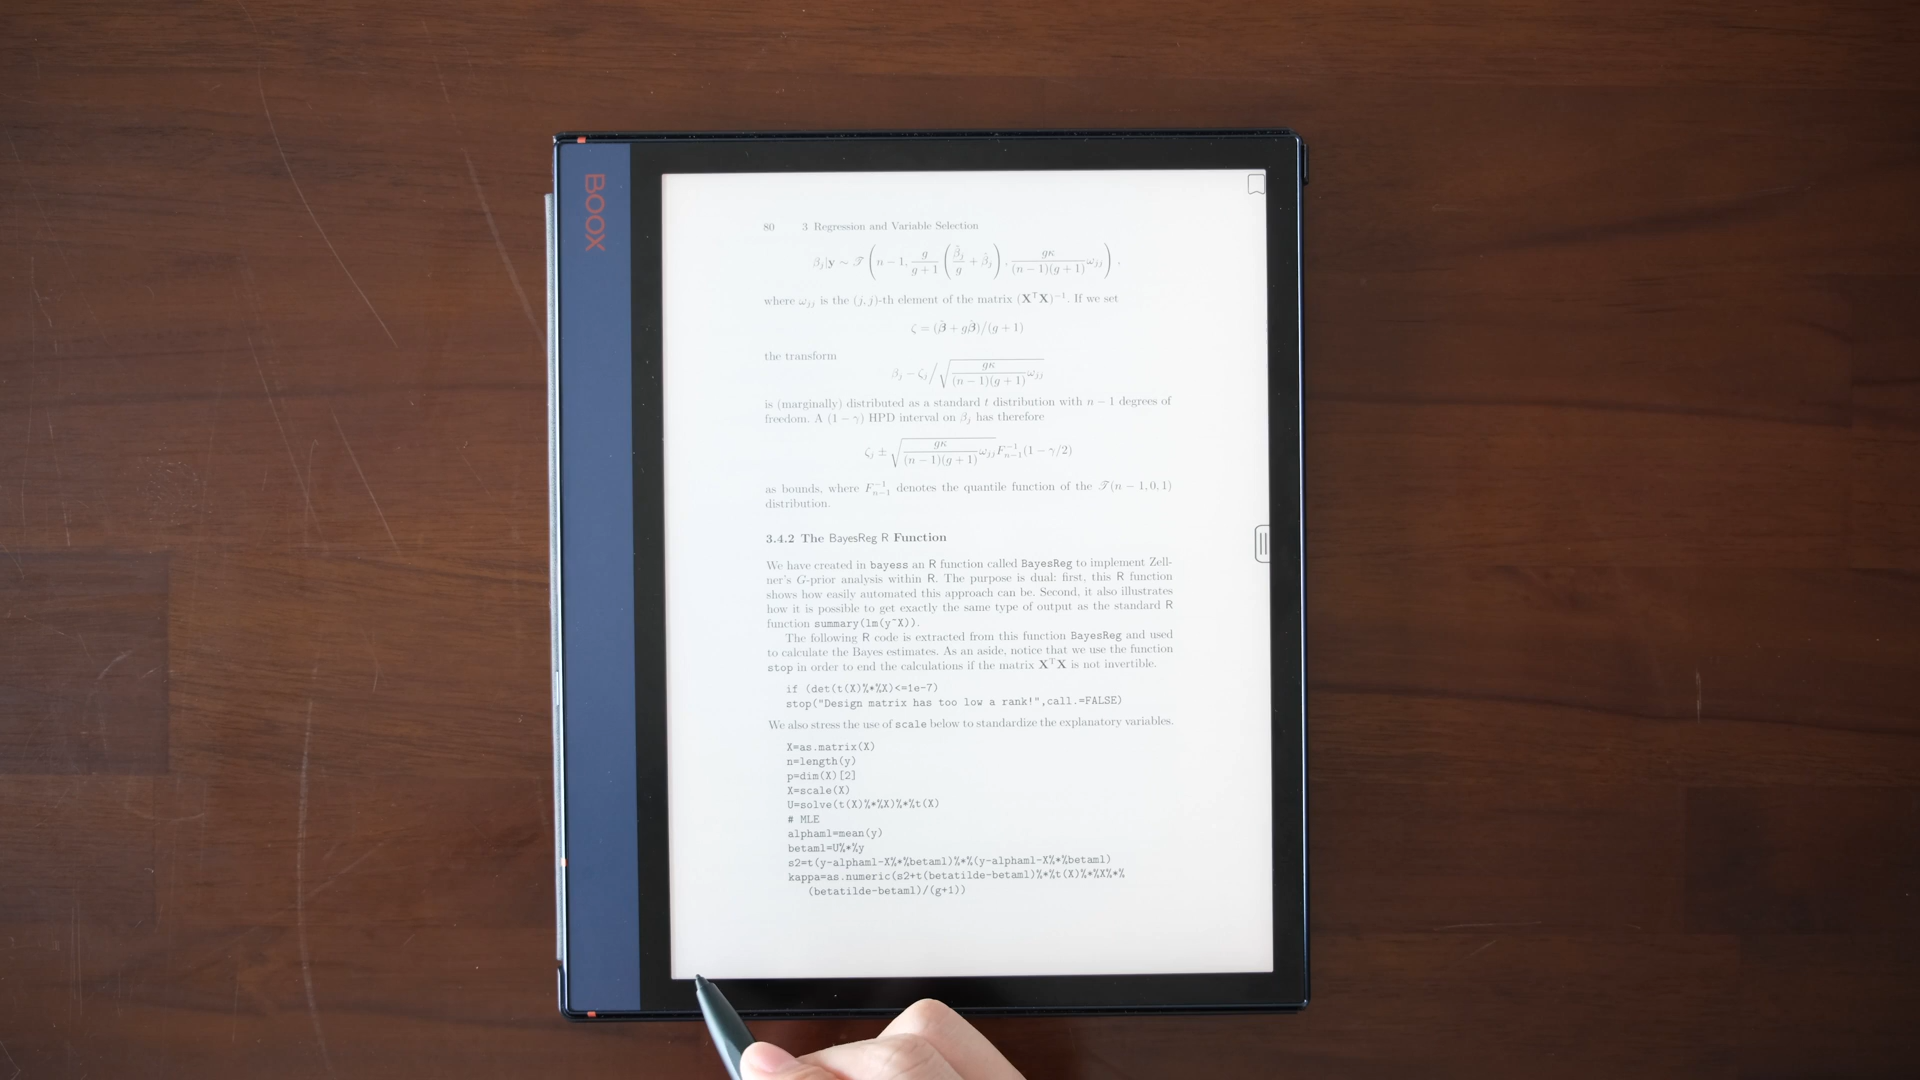 BOOX
80 3 Regression and Variable Selection
β_j|y ∼ 𝒯 ( n − 1, g/(g+1) ( β̃_j/g + β̂_j ), gκ/((n−1)(g+1)) ω_jj ) .
where ω_jj is the (j, j)-th element of the matrix (X^T X)^−1. If we set
ζ = (β̃ + gβ̂)/(g + 1)
the transform
β_j − ζ_j / √( gκ/((n − 1)(g + 1)) ω_jj )
is (marginally) distributed as a standard t distribution with n − 1 degrees of
freedom. A (1 − γ) HPD interval on β_j has therefore
ζ_j ± √( gκ/((n − 1)(g + 1)) ω_jj ) F^−1_n−1(1 − γ/2)
as bounds, where F^−1_n−1 denotes the quantile function of the 𝒯(n − 1, 0, 1)
distribution.
3.4.2 The BayesReg R Function
We have created in bayess an R function called BayesReg to implement Zell-
ner's G-prior analysis within R. The purpose is dual: first, this R function
shows how easily automated this approach can be. Second, it also illustrates
how it is possible to get exactly the same type of output as the standard R
function summary(lm(y~X)).
The following R code is extracted from this function BayesReg and used
to calculate the Bayes estimates. As an aside, notice that we use the function
stop in order to end the calculations if the matrix X^T X is not invertible.
if (det(t(X)%*%X)<=1e-7)
stop("Design matrix has too low a rank!",call.=FALSE)
We also stress the use of scale below to standardize the explanatory variables.
X=as.matrix(X)
n=length(y)
p=dim(X)[2]
X=scale(X)
U=solve(t(X)%*%X)%*%t(X)
# MLE
alphaml=mean(y)
betaml=U%*%y
s2=t(y-alphaml-X%*%betaml)%*%(y-alphaml-X%*%betaml)
kappa=as.numeric(s2+t(betatilde-betaml)%*%t(X)%*%X%*%
(betatilde-betaml)/(g+1))